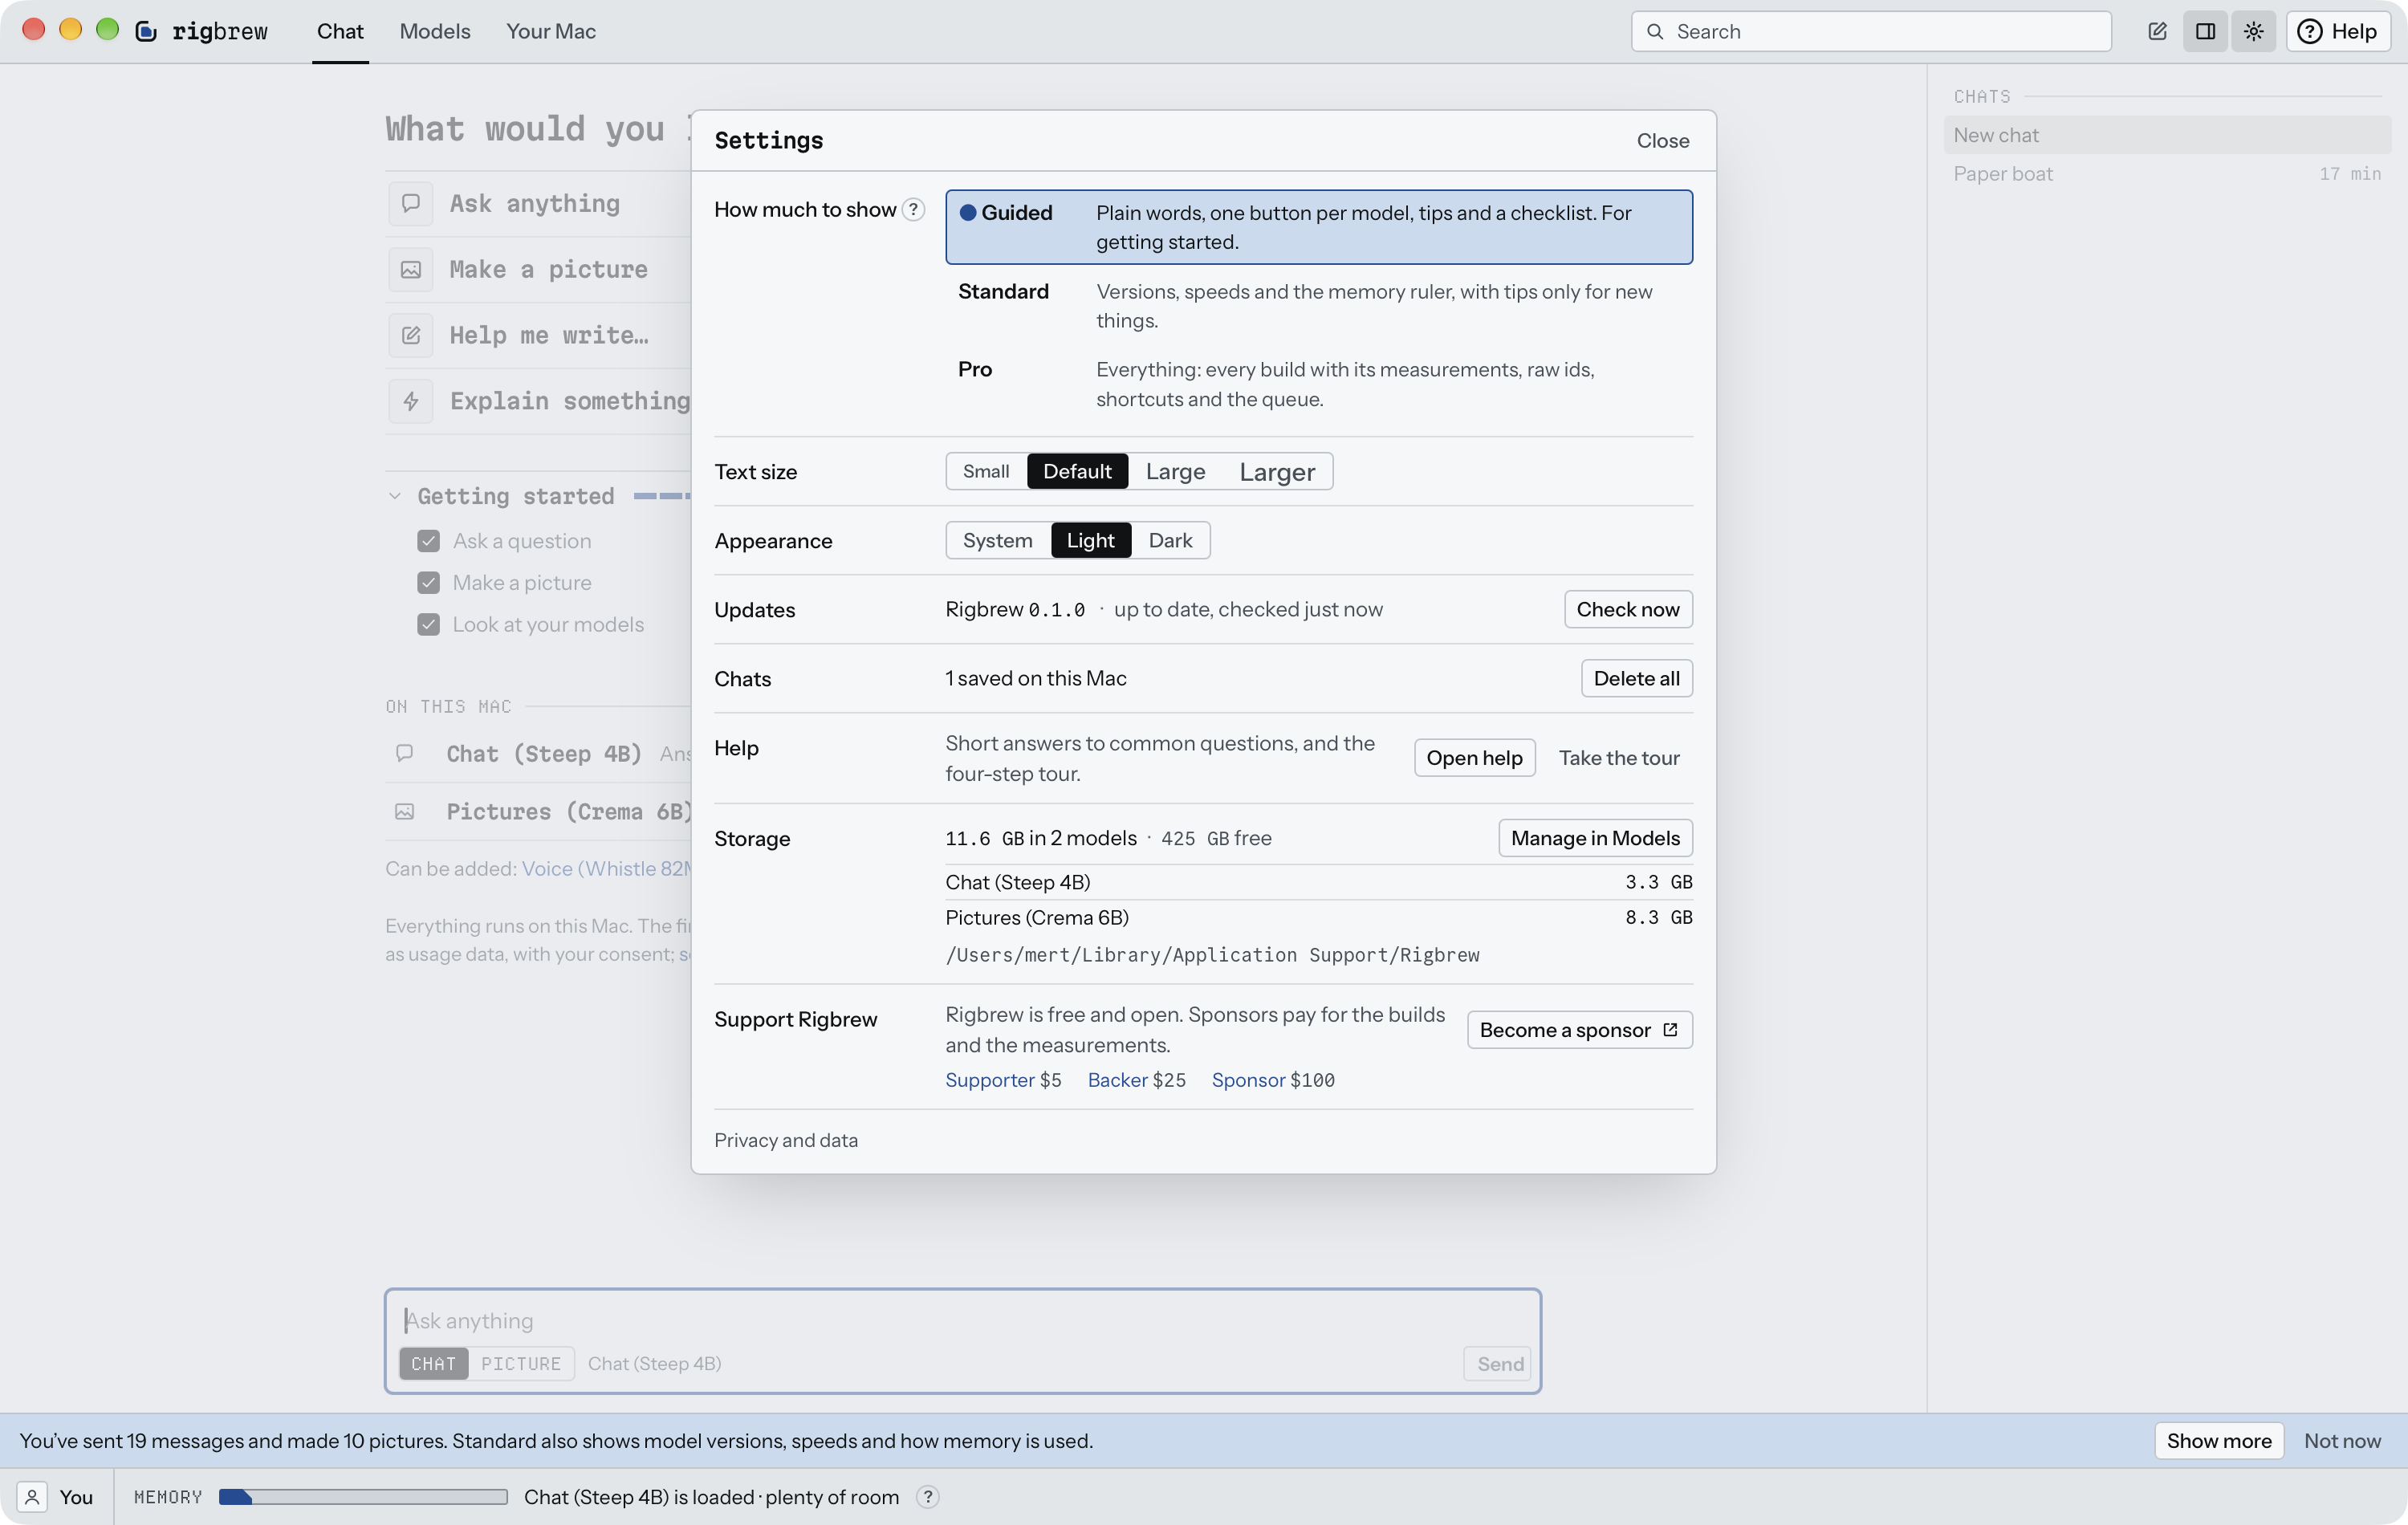 rigbrew
Chat
Models
Your Mac
Search
Help
What would you
Ask anything
Make a picture
Help me write…
Explain something
Getting started
Ask a question
Make a picture
Look at your models
ON THIS MAC
Chat (Steep 4B)
Pictures (Crema 6B)
Can be added: Voice (Whistle 82M
Everything runs on this Mac. The
as usage data, with your consent;
Settings
Close
How much to show ?
Guided
Plain words, one button per model, tips and a checklist. For
getting started.
Standard
Versions, speeds and the memory ruler, with tips only for new
things.
Pro
Everything: every build with its measurements, raw ids,
shortcuts and the queue.
Text size
Small Default Large Larger
Appearance
System Light Dark
Updates
Rigbrew 0.1.0 · up to date, checked just now
Check now
Chats
1 saved on this Mac
Delete all
Help
Short answers to common questions, and the
four-step tour.
Open help
Take the tour
Storage
11.6 GB in 2 models · 425 GB free
Manage in Models
Chat (Steep 4B) 3.3 GB
Pictures (Crema 6B) 8.3 GB
/Users/mert/Library/Application Support/Rigbrew
Support Rigbrew
Rigbrew is free and open. Sponsors pay for the builds
and the measurements.
Become a sponsor
Supporter $5 Backer $25 Sponsor $100
Privacy and data
CHATS
New chat
Paper boat 17 min
Ask anything
CHAT PICTURE Chat (Steep 4B)
Send
You’ve sent 19 messages and made 10 pictures. Standard also shows model versions, speeds and how memory is used.
Show more
Not now
You
MEMORY
Chat (Steep 4B) is loaded · plenty of room ?